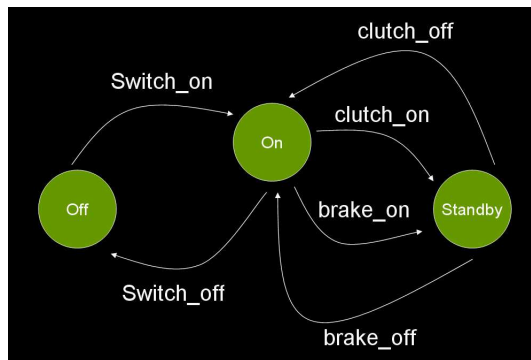 clutch_off
Switch_on
clutch_on
On
Off
Standby
brake_on
Switch_off
brake_off